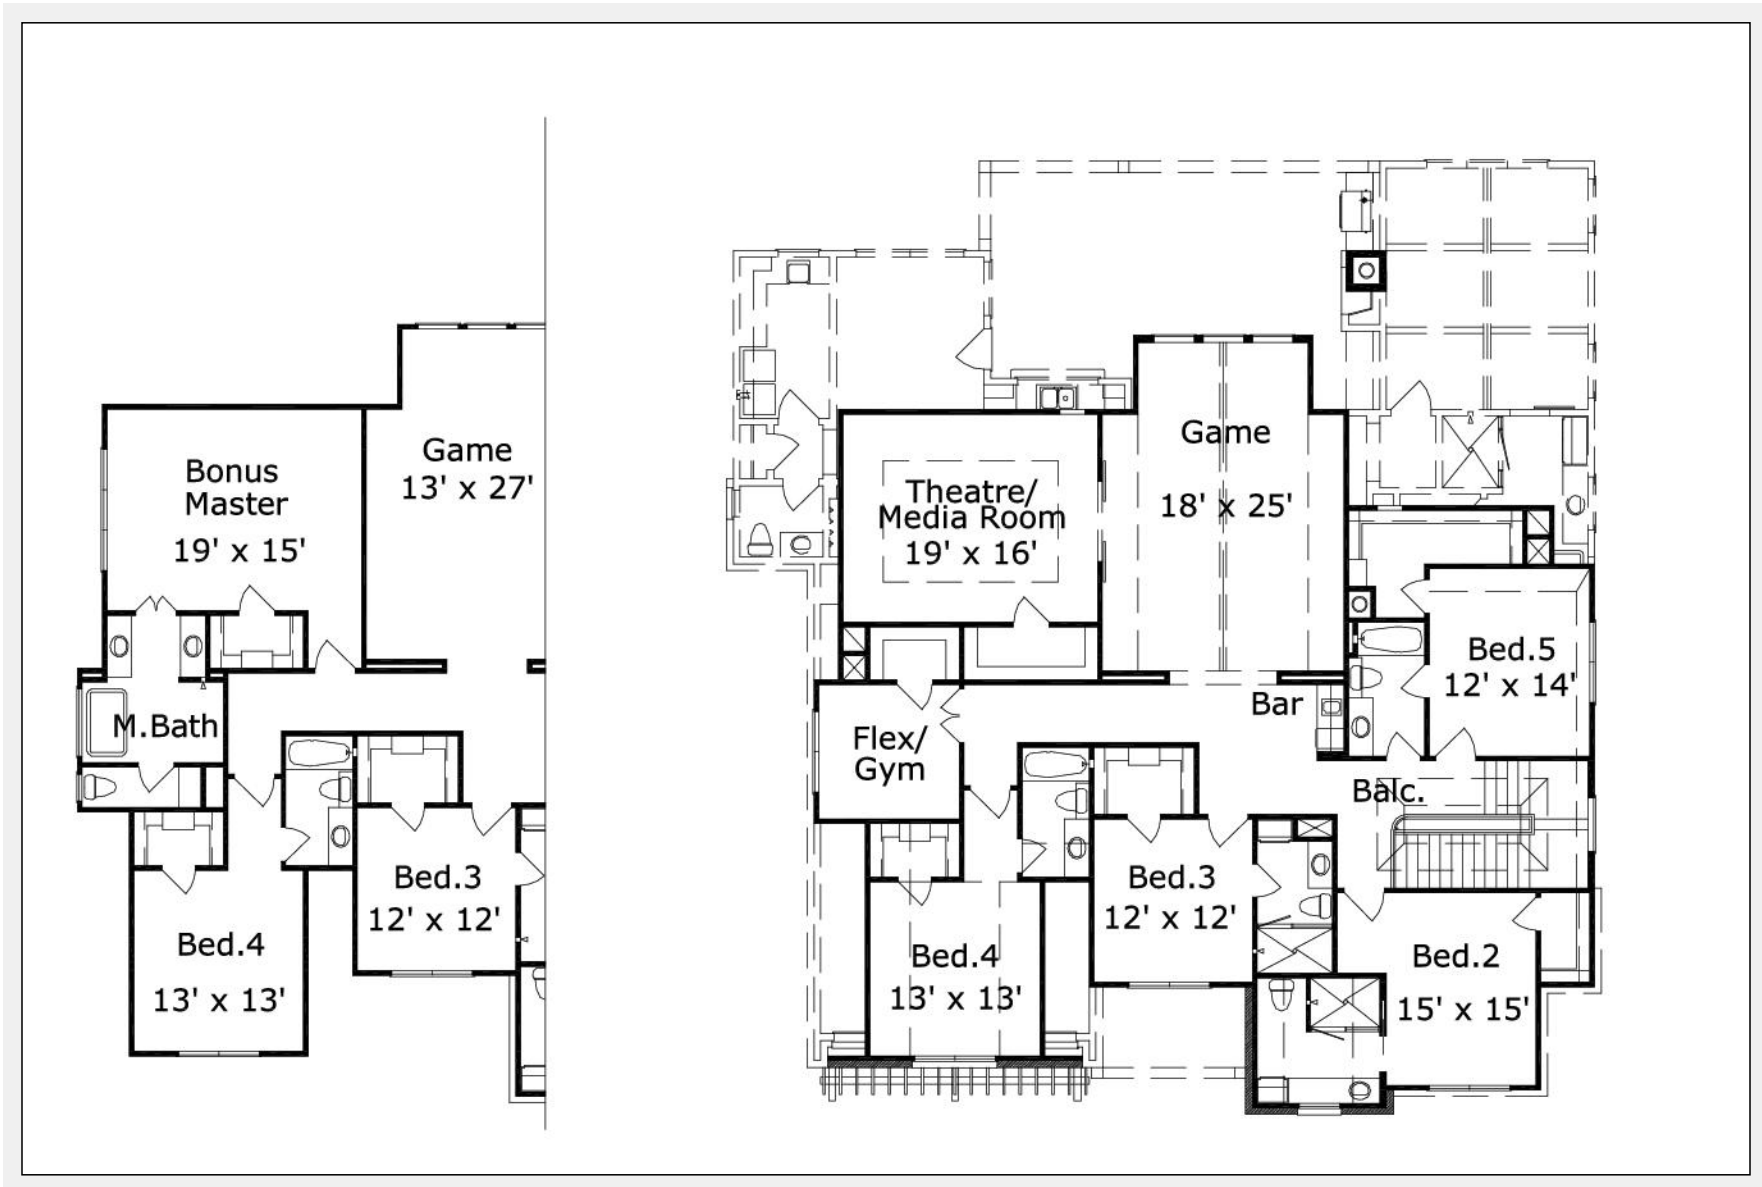 Game
13' x 27'
Bonus
Master
19' x 15'
M.Bath
Bed.3
12' x 12'
Bed.4
13' x 13'
Game
18' x 25'
Theatre/
Media Room
19' x 16'
Bed.5
12' x 14'
Bar
Flex/
Gym
Balc.
Bed.3
12' x 12'
Bed.4
13' x 13'
Bed.2
15' x 15'